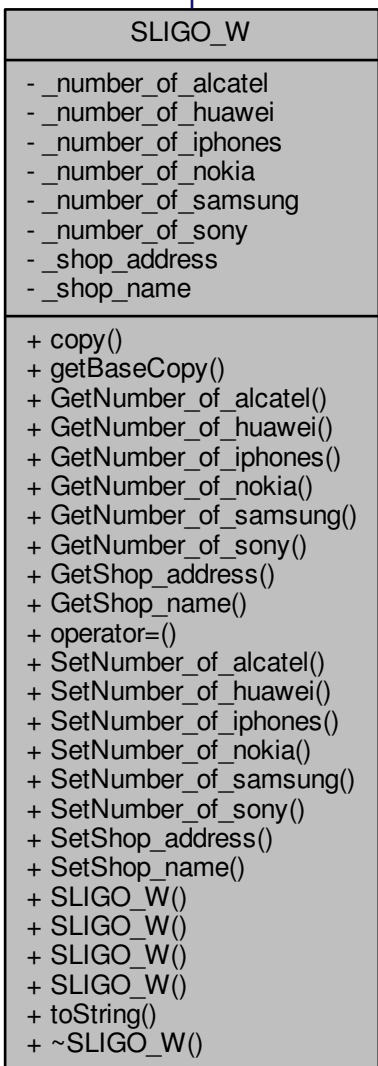 SLIGO_W
- _number_of_alcatel
- _number_of_huawei
- _number_of_iphones
- _number_of_nokia
- _number_of_samsung
- _number_of_sony
- _shop_address
- _shop_name
+ copy()
+ getBaseCopy()
+ GetNumber_of_alcatel()
+ GetNumber_of_huawei()
+ GetNumber_of_iphones()
+ GetNumber_of_nokia()
+ GetNumber_of_samsung()
+ GetNumber_of_sony()
+ GetShop_address()
+ GetShop_name()
+ operator=()
+ SetNumber_of_alcatel()
+ SetNumber_of_huawei()
+ SetNumber_of_iphones()
+ SetNumber_of_nokia()
+ SetNumber_of_samsung()
+ SetNumber_of_sony()
+ SetShop_address()
+ SetShop_name()
+ SLIGO_W()
+ SLIGO_W()
+ SLIGO_W()
+ SLIGO_W()
+ toString()
+ ~SLIGO_W()